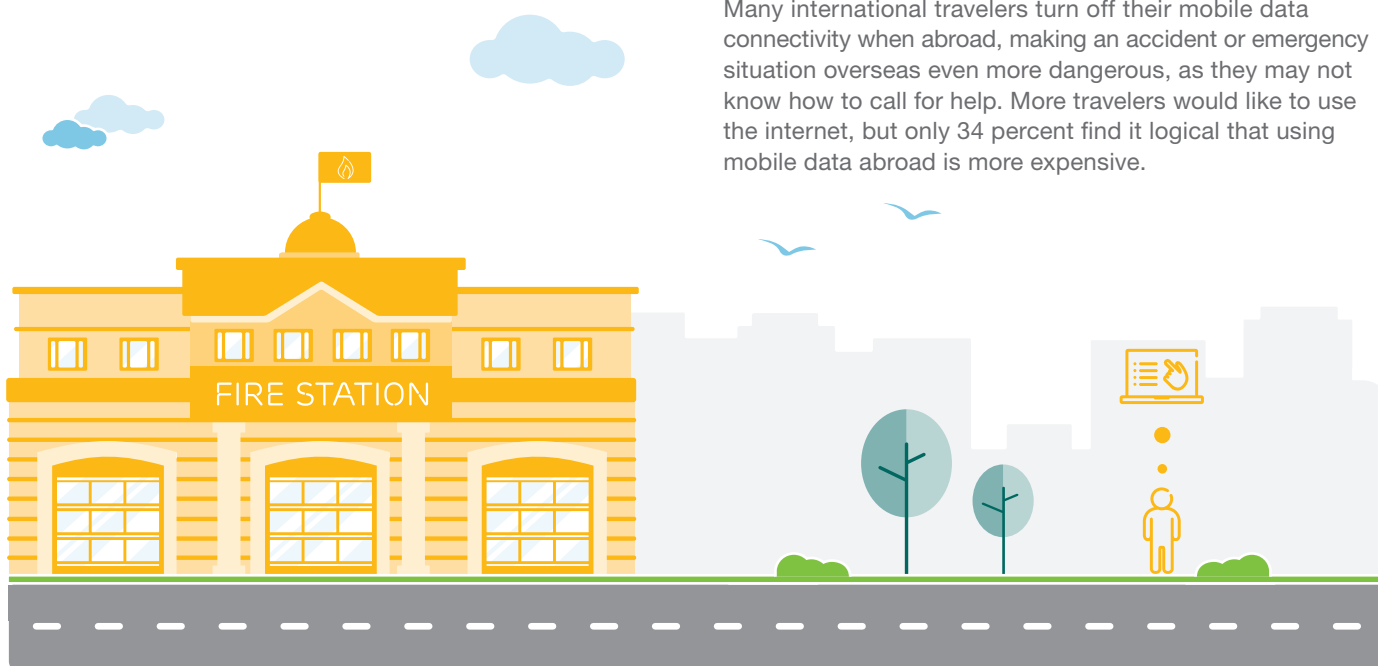 Many international travelers turn off their mobile data
connectivity when abroad, making an accident or emergency
situation overseas even more dangerous, as they may not
know how to call for help. More travelers would like to use
the internet, but only 34 percent find it logical that using
mobile data abroad is more expensive.
FIRE STATION